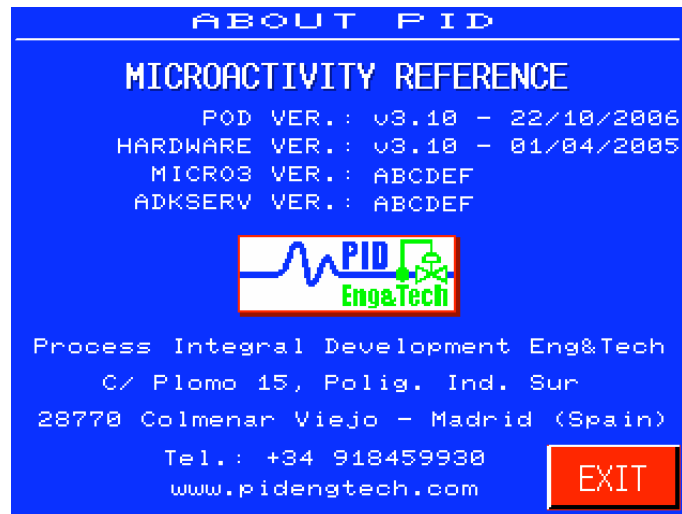 ABOUT PID
MICROACTIVITY REFERENCE
POD VER.: v3.10 - 22/10/2006
HARDWARE VER.: v3.10 - 01/04/2005
MICRO3 VER.: ABCDEF
ADKSERV VER.: ABCDEF
PID
Eng&Tech
Process Integral Development Eng&Tech
C/ Plomo 15, Polig. Ind. Sur
28770 Colmenar Viejo - Madrid (Spain)
Tel.: +34 918459930
www.pidengtech.com
EXIT